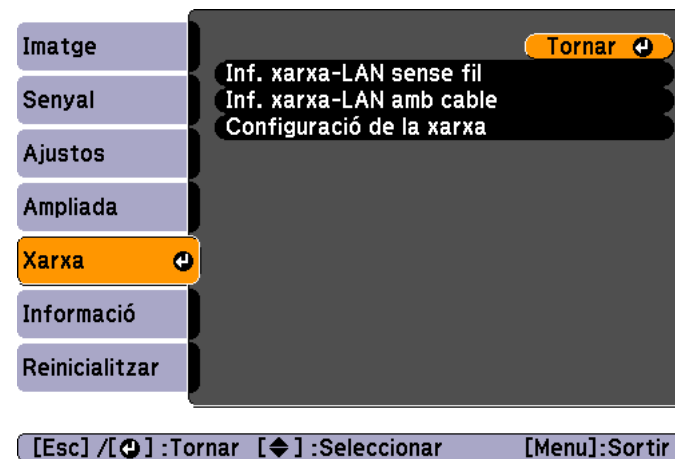 Imatge
Senyal
Ajustos
Ampliada
Xarxa
Informació
Reinicialitzar
Tornar
Inf. xarxa-LAN sense fil
Inf. xarxa-LAN amb cable
Configuració de la xarxa
[Esc] /[ ] :Tornar [ ] :Seleccionar [Menu]:Sortir